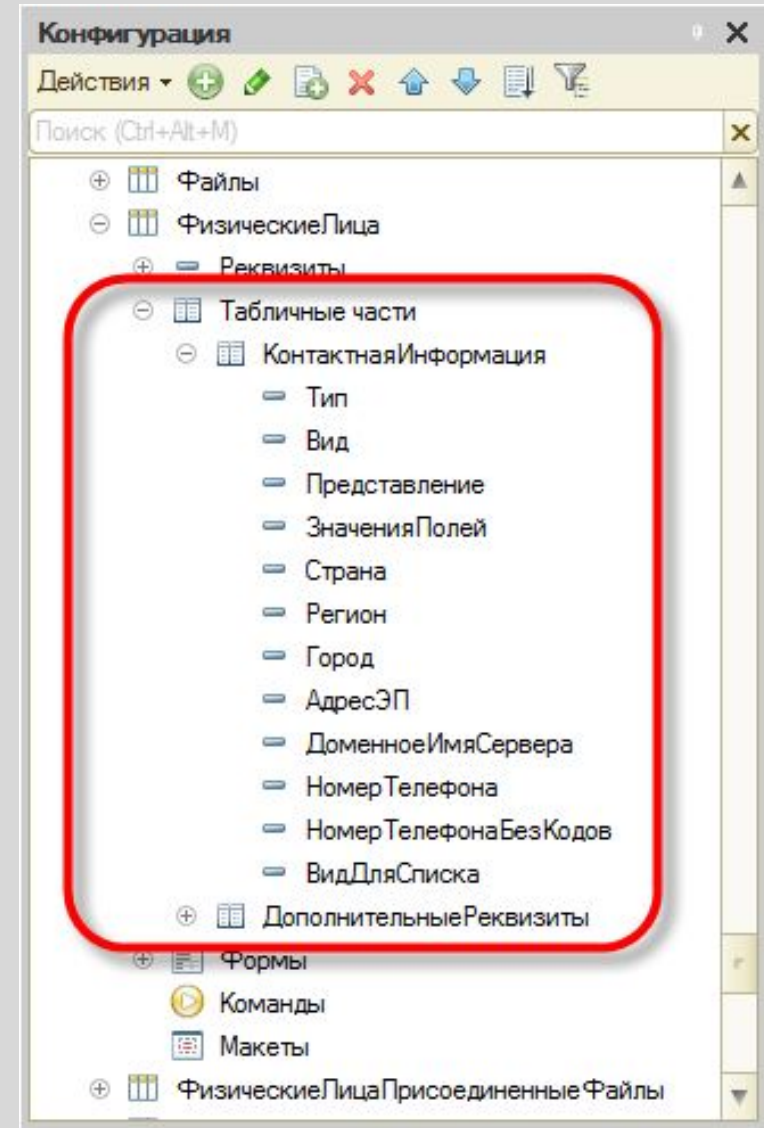 Конфигурация
Действия
Поиск (Ctrl+Alt+M)
Файлы
ФизическиеЛица
Реквизиты
Табличные части
КонтактнаяИнформация
Тип
Вид
Представление
ЗначенияПолей
Страна
Регион
Город
АдресЭП
ДоменноеИмяСервера
НомерТелефона
НомерТелефонаБезКодов
ВидДляСписка
ДополнительныеРеквизиты
Формы
Команды
Макеты
ФизическиеЛицаПрисоединенныеФайлы